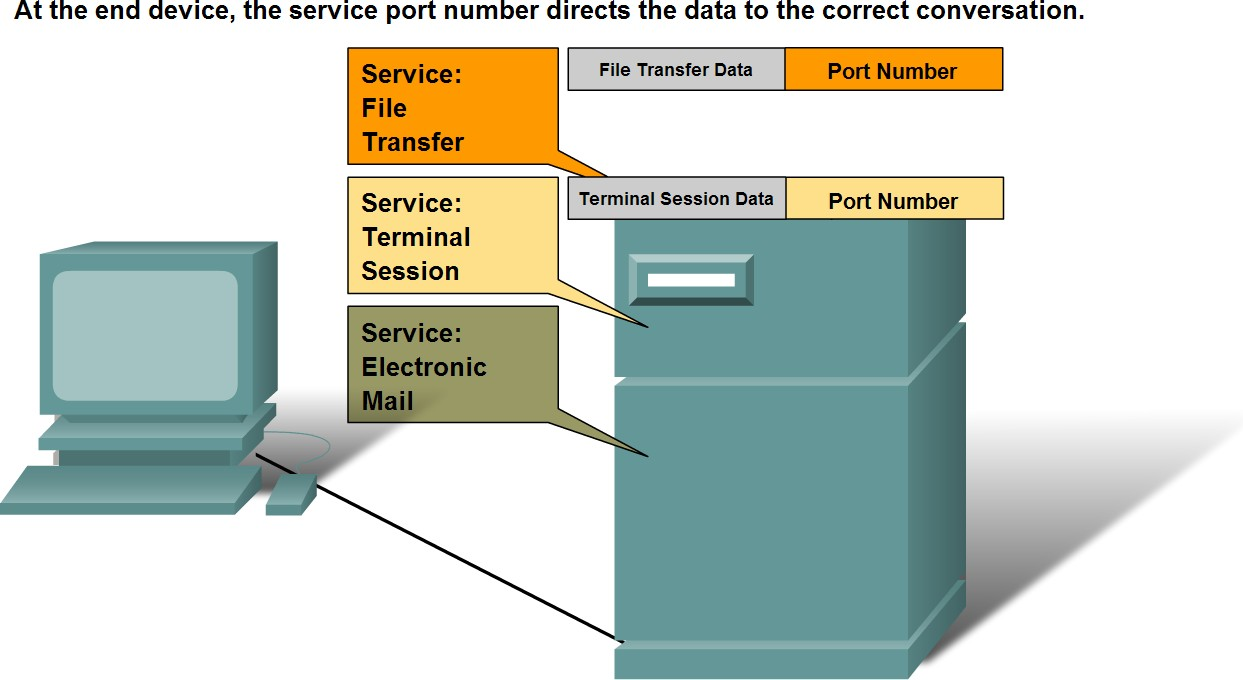 At the end device, the service port number directs the data to the correct conversation.
Service:
File
Transfer
File Transfer Data
Port Number
Service:
Terminal
Session
Terminal Session Data
Port Number
Service:
Electronic
Mail